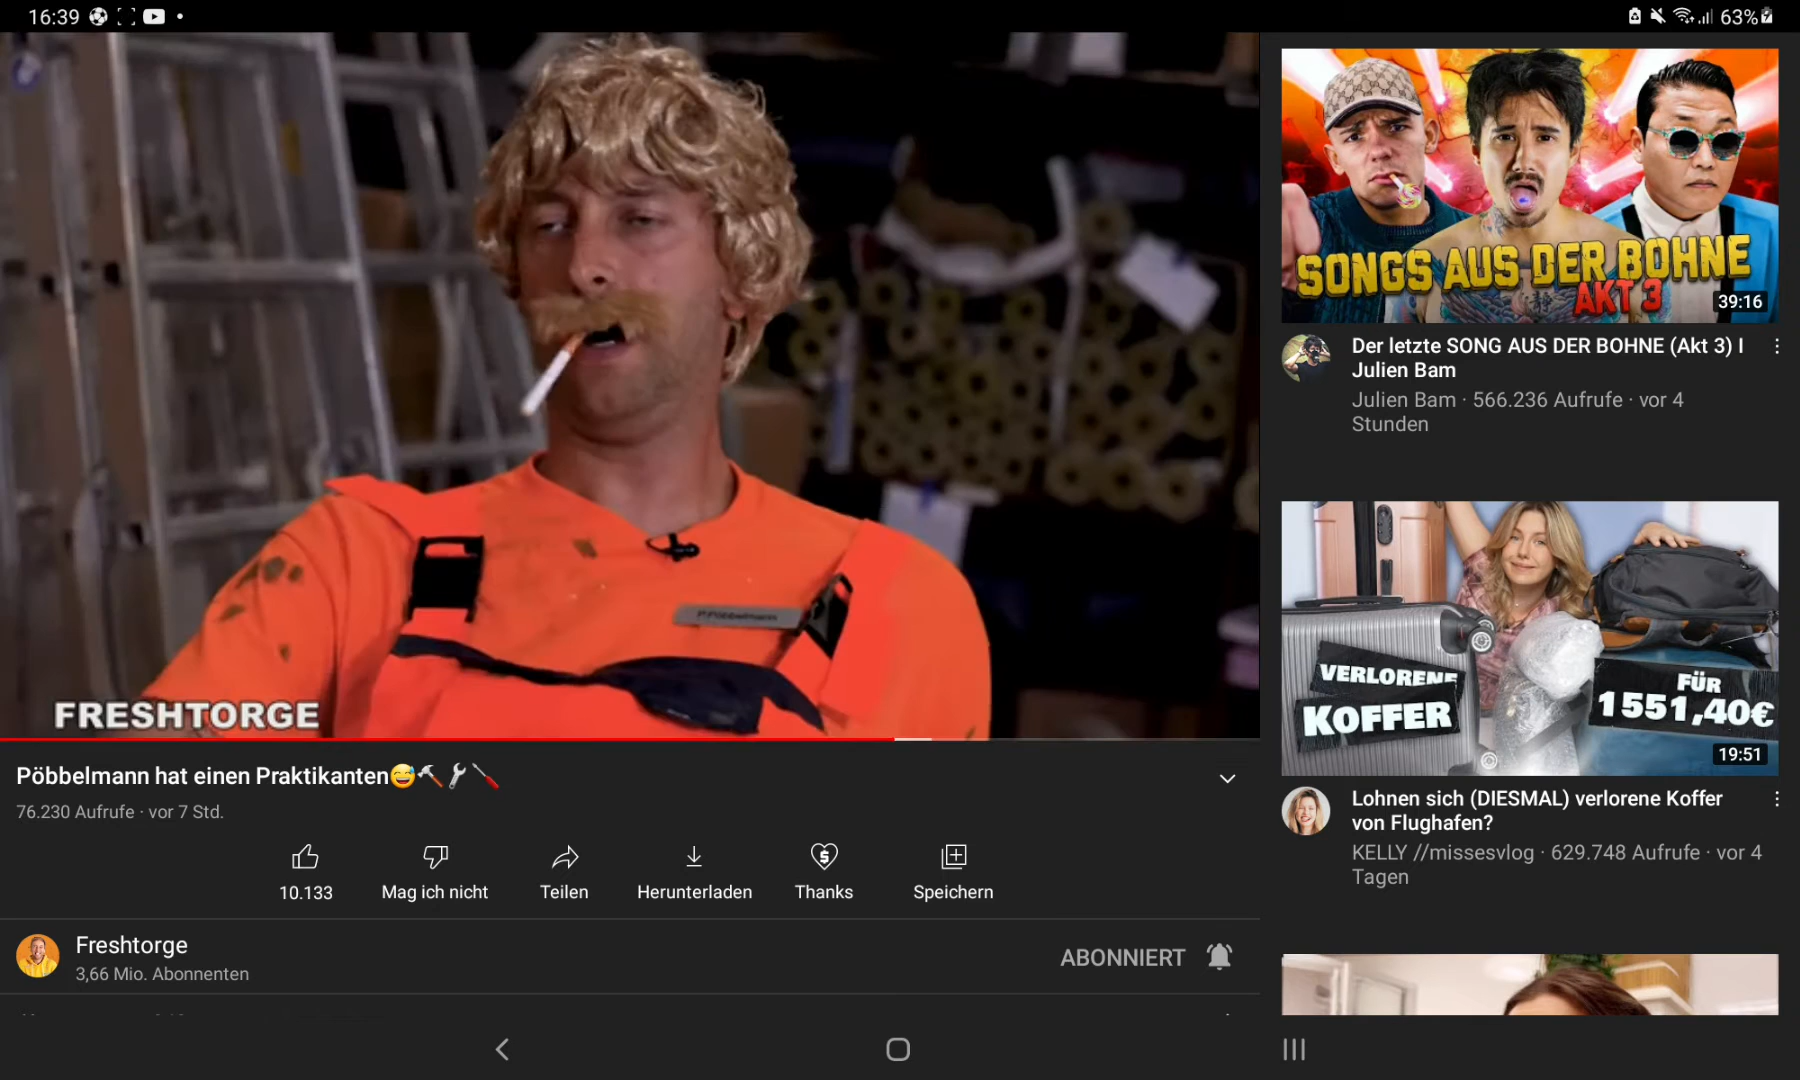 16:39
63%
FRESHTORGE
P.Pöbbelmann
Pöbbelmann hat einen Praktikanten😅🔨🔧🪛
76.230 Aufrufe · vor 7 Std.
10.133
Mag ich nicht
Teilen
Herunterladen
Thanks
Speichern
Freshtorge
3,66 Mio. Abonnenten
ABONNIERT
SONGS AUS DER BOHNE
AKT 3
39:16
Der letzte SONG AUS DER BOHNE (Akt 3) I
Julien Bam
Julien Bam · 566.236 Aufrufe · vor 4
Stunden
VERLORENE
KOFFER
FÜR
1551,40€
19:51
Lohnen sich (DIESMAL) verlorene Koffer
von Flughafen?
KELLY //missesvlog · 629.748 Aufrufe · vor 4
Tagen